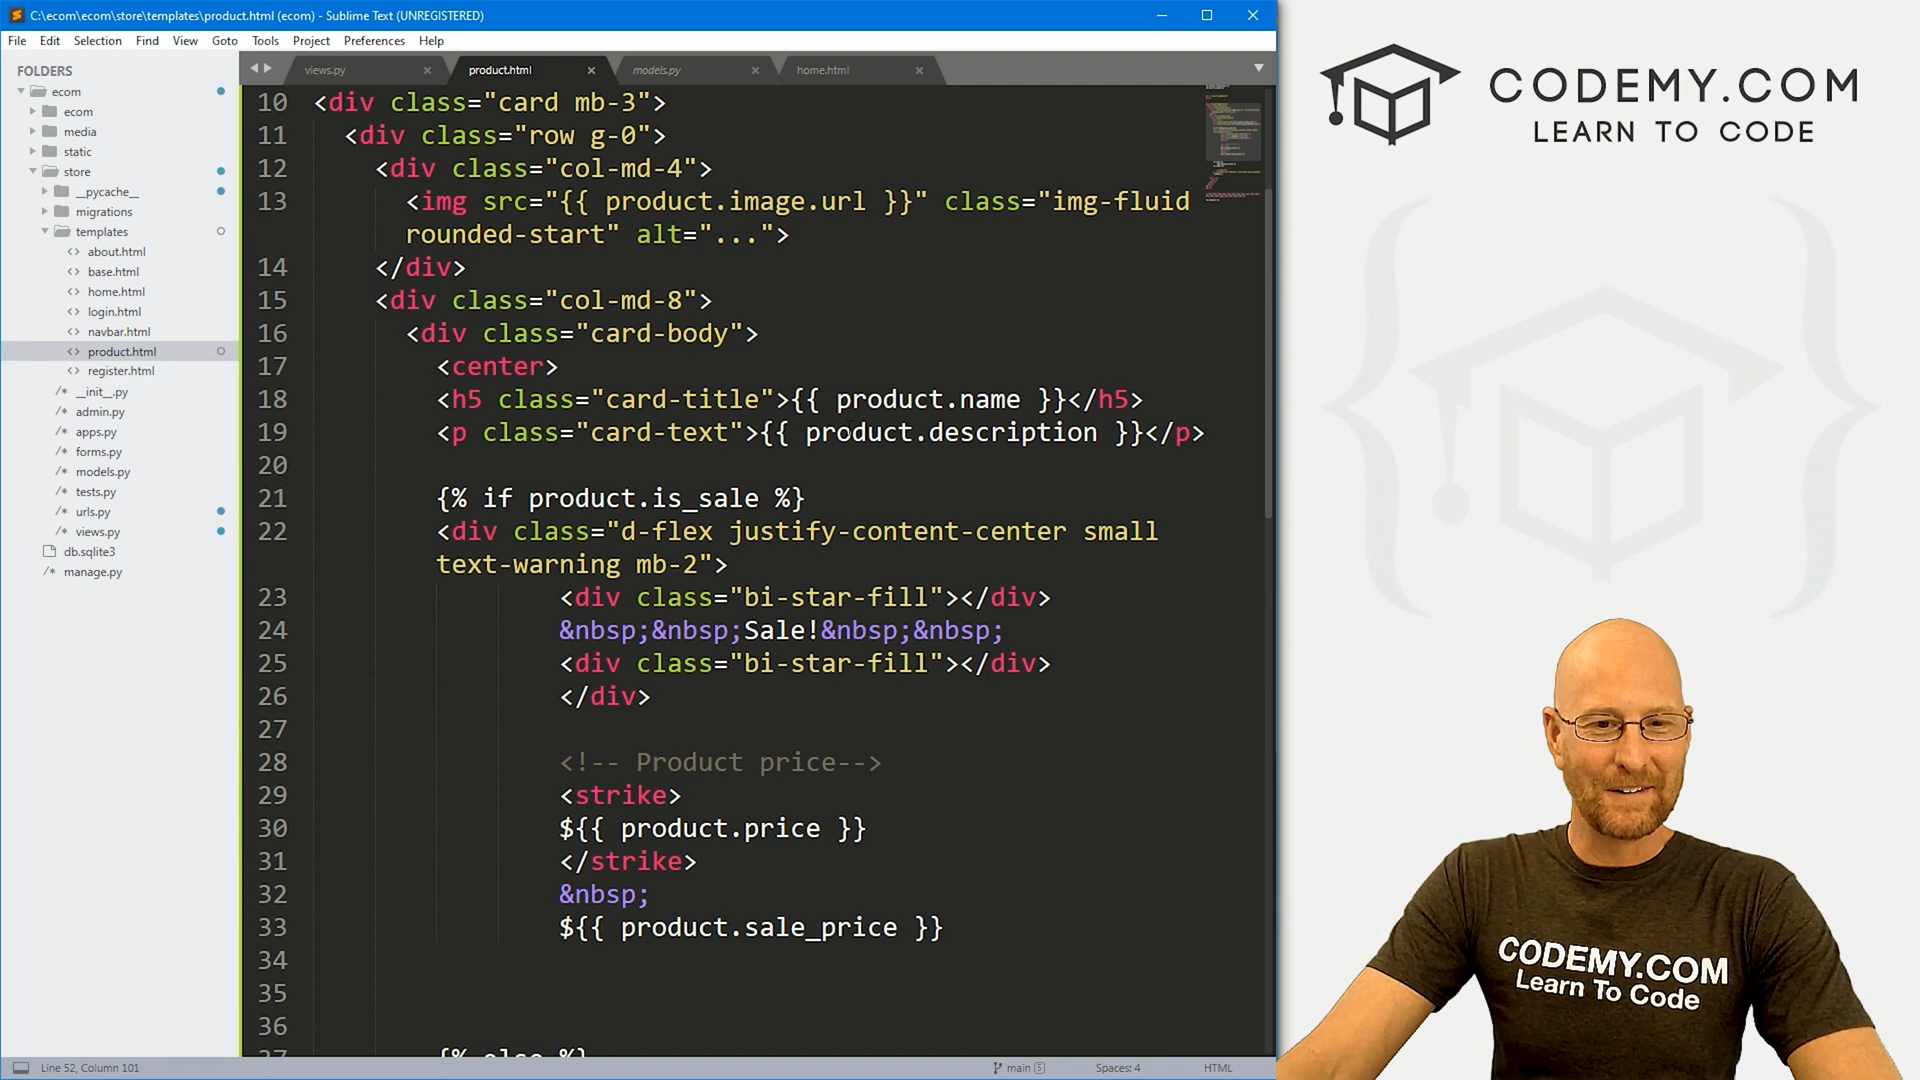 C:\ecom\ecom\store\templates\product.html (ecom) - Sublime Text (UNREGISTERED)
File Edit Selection Find View Goto Tools Project Preferences Help
FOLDERS
ecom
ecom
media
static
store
__pycache__
migrations
templates
about.html
base.html
home.html
login.html
navbar.html
product.html
register.html
__init__.py
admin.py
apps.py
forms.py
models.py
tests.py
urls.py
views.py
db.sqlite3
manage.py
views.py product.html models.py home.html
10 <div class="card mb-3">
11 <div class="row g-0">
12 <div class="col-md-4">
13 <img src="{{ product.image.url }}" class="img-fluid
rounded-start" alt="...">
14 </div>
15 <div class="col-md-8">
16 <div class="card-body">
17 <center>
18 <h5 class="card-title">{{ product.name }}</h5>
19 <p class="card-text">{{ product.description }}</p>
20
21 {% if product.is_sale %}
22 <div class="d-flex justify-content-center small
text-warning mb-2">
23 <div class="bi-star-fill"></div>
24 &nbsp;&nbsp;Sale!&nbsp;&nbsp;
25 <div class="bi-star-fill"></div>
26 </div>
27
28 <!-- Product price-->
29 <strike>
30 ${{ product.price }}
31 </strike>
32 &nbsp;
33 ${{ product.sale_price }}
34
35
36
37 {% else %}
Line 52, Column 101 main 5 Spaces: 4 HTML
CODEMY.COM
LEARN TO CODE
CODEMY.COM
Learn To Code